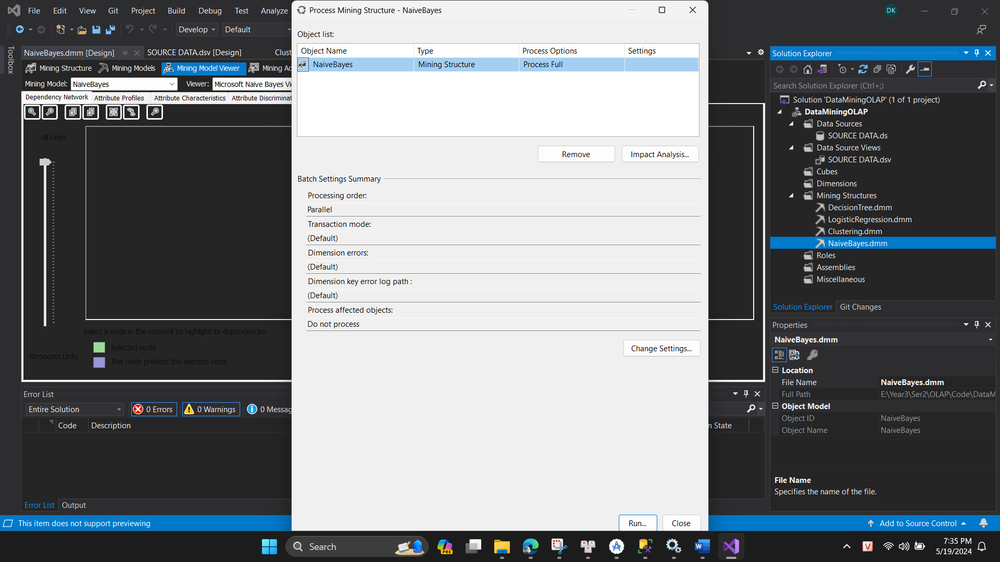 File Edit View Git Project Build Debug Test Analyze
Process Mining Structure - NaiveBayes
DK
Develop
Default
Toolbox
NaiveBayes.dmm [Design]
SOURCE DATA.dsv [Design]
Mining Structure
Mining Models
Mining Model Viewer
Mining Model:
NaiveBayes
Viewer:
Microsoft Naive Bayes
Dependency Network
Attribute Profiles
Attribute Characteristics
Attribute
All Links
Select a node in the network to highlight its dependencies.
Selected node
Strongest Links
This node predicts the selected node
Object list:
Object Name Type Process Options Settings
NaiveBayes Mining Structure Process Full
Remove
Impact Analysis...
Batch Settings Summary
Processing order:
Parallel
Transaction mode:
(Default)
Dimension errors:
(Default)
Dimension key error log path :
(Default)
Process affected objects:
Do not process
Change Settings...
Run...
Close
Solution Explorer
Search Solution Explorer (Ctrl+;)
Solution 'DataMiningOLAP' (1 of 1 project)
DataMiningOLAP
Data Sources
SOURCE DATA.ds
Data Source Views
SOURCE DATA.dsv
Cubes
Dimensions
Mining Structures
DecisionTree.dmm
LogisticRegression.dmm
Clustering.dmm
NaiveBayes.dmm
Roles
Assemblies
Miscellaneous
Solution Explorer
Git Changes
Properties
NaiveBayes.dmm
Location
File Name NaiveBayes.dmm
Full Path E:\Year3\Ser2\OLAP\Code\DataM
Object Model
Object ID NaiveBayes
Object Name NaiveBayes
File Name
Specifies the name of the file.
Error List
Entire Solution
0 Errors
0 Warnings
0 Messag
Code
Description
State
Error List
Output
This item does not support previewing
Add to Source Control
Search
PRE
V
7:35 PM
5/19/2024